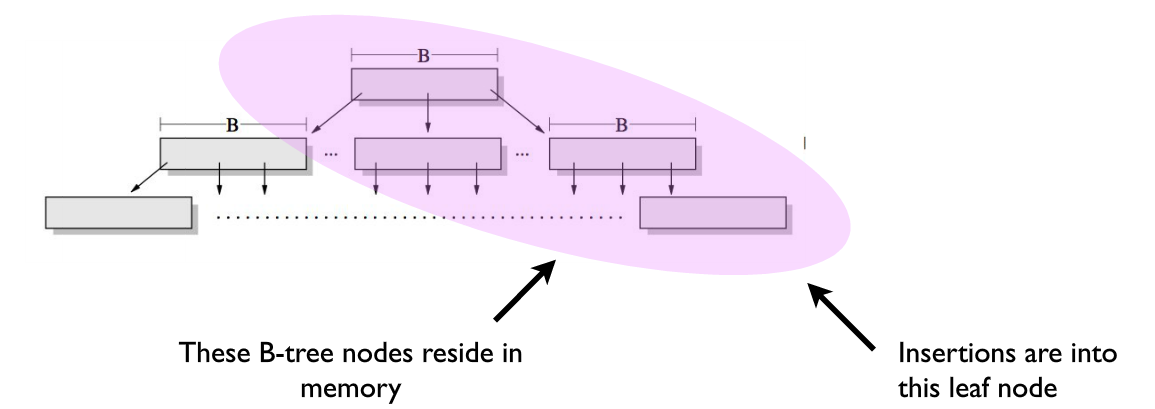 B
B
B
...
...
These B-tree nodes reside in
memory
Insertions are into
this leaf node